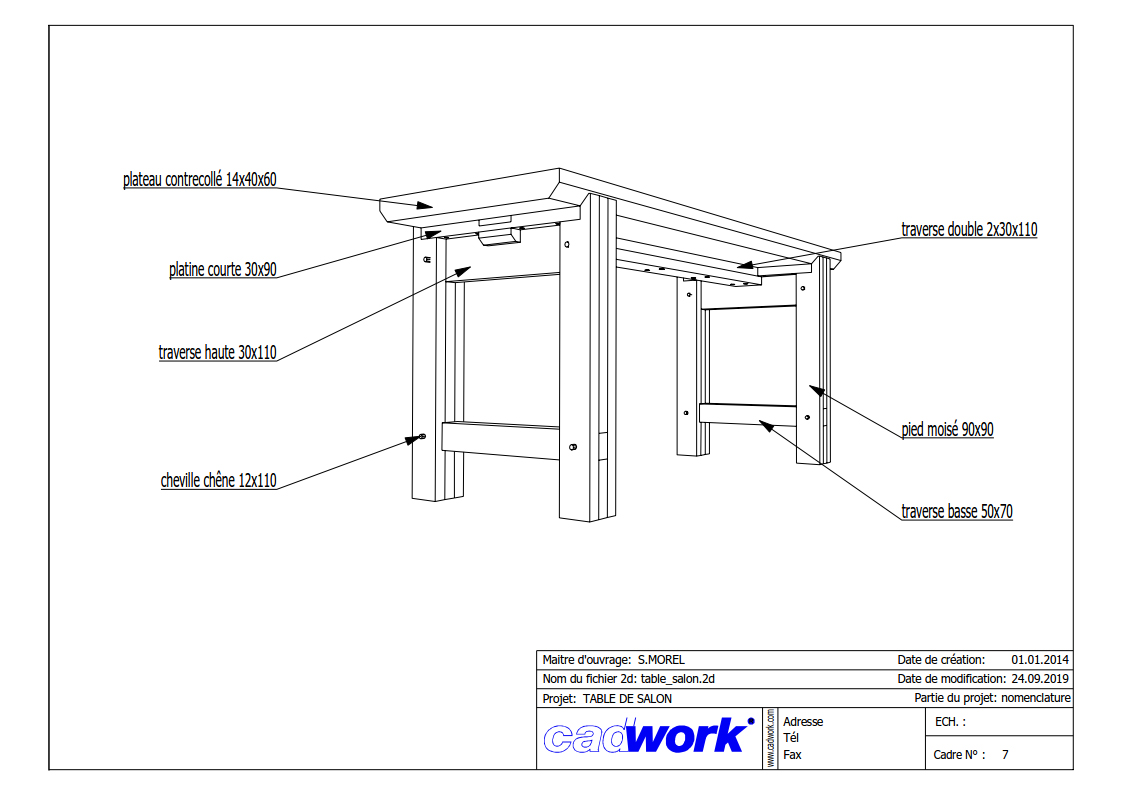 plateau contrecollé 14x40x60
traverse double 2x30x110
platine courte 30x90
traverse haute 30x110
pied moisé 90x90
cheville chêne 12x110
traverse basse 50x70
Maitre d'ouvrage: S.MOREL
Date de création: 01.01.2014
Nom du fichier 2d: table_salon.2d
Date de modification: 24.09.2019
Projet: TABLE DE SALON
Partie du projet: nomenclature
cadwork
www.cadwork.com
Adresse
Tél
Fax
ECH. :
Cadre N° : 7